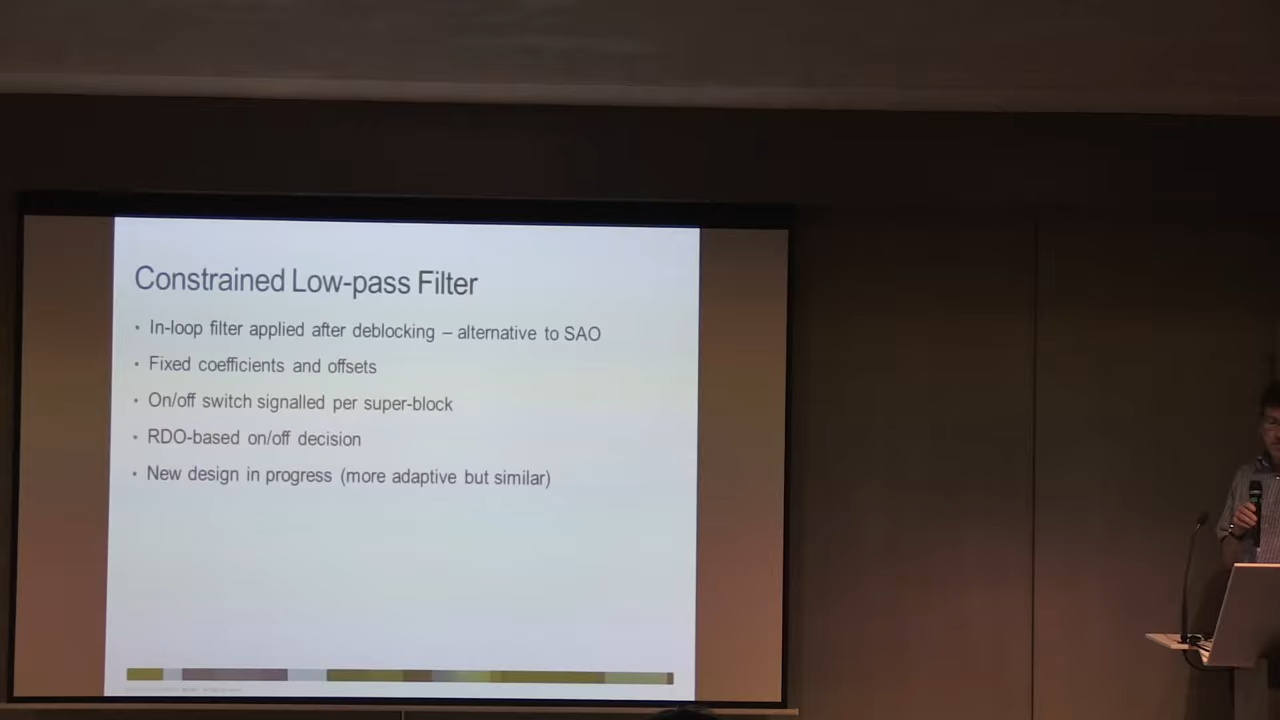 Constrained Low-pass Filter
• In-loop filter applied after deblocking – alternative to SAO
• Fixed coefficients and offsets
• On/off switch signalled per super-block
• RDO-based on/off decision
• New design in progress (more adaptive but similar)